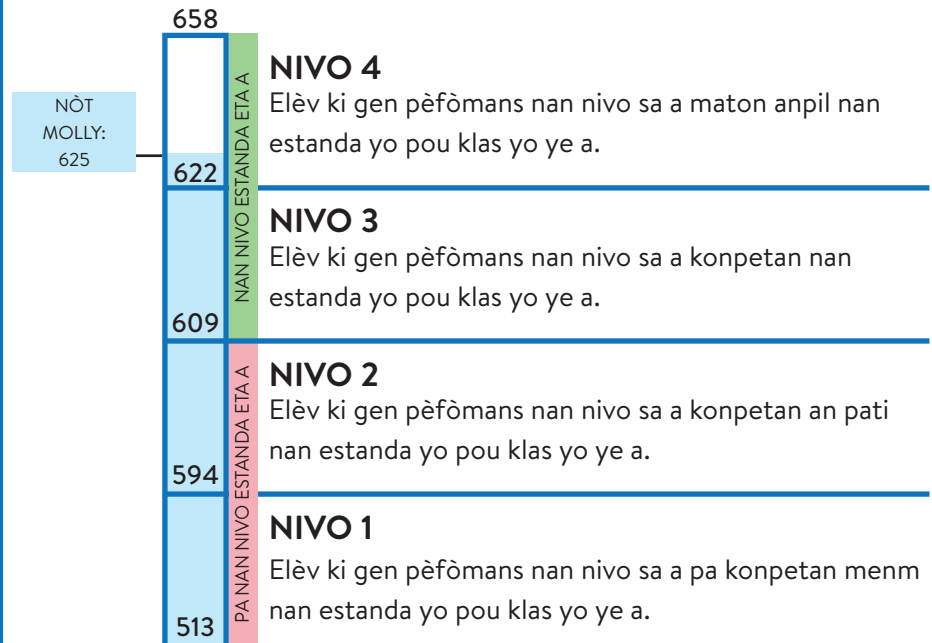 658
NIVO 4
Elèv ki gen pèfòmans nan nivo sa a maton anpil nan
estanda yo pou klas yo ye a.
NÒT
MOLLY:
625
622
NAN NIVO ESTANDA ETA A
NIVO 3
Elèv ki gen pèfòmans nan nivo sa a konpetan nan
estanda yo pou klas yo ye a.
609
NIVO 2
Elèv ki gen pèfòmans nan nivo sa a konpetan an pati
nan estanda yo pou klas yo ye a.
594
PA NAN NIVO ESTANDA ETA A
NIVO 1
Elèv ki gen pèfòmans nan nivo sa a pa konpetan menm
nan estanda yo pou klas yo ye a.
513